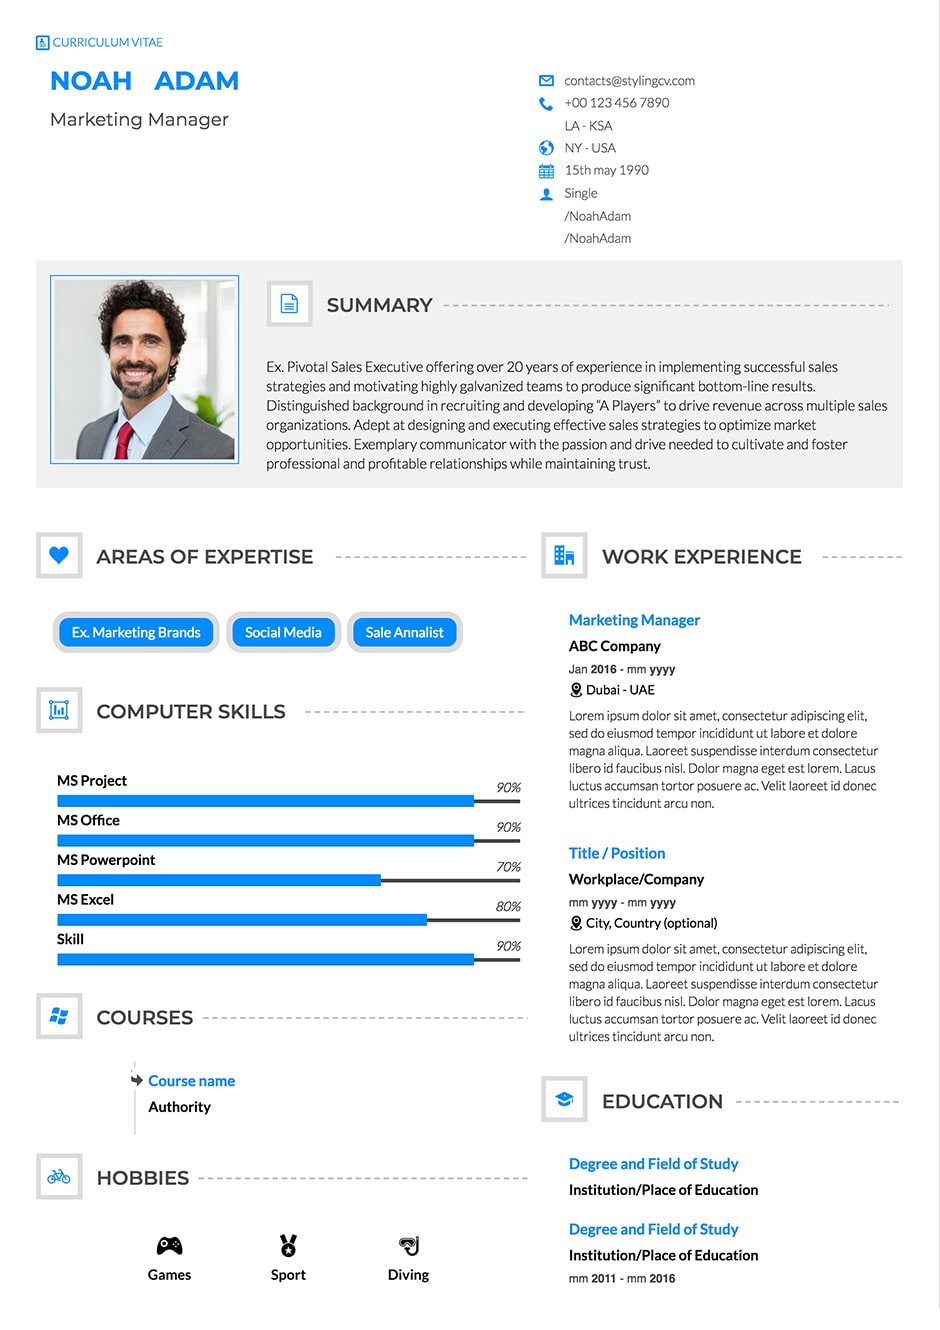 CURRICULUM VITAE
NOAH ADAM
Marketing Manager
contacts@stylingcv.com
+00 123 456 7890
LA - KSA
NY - USA
15th may 1990
Single
/NoahAdam
/NoahAdam
SUMMARY
Ex. Pivotal Sales Executive offering over 20 years of experience in implementing successful sales
strategies and motivating highly galvanized teams to produce significant bottom-line results.
Distinguished background in recruiting and developing “A Players” to drive revenue across multiple sales
organizations. Adept at designing and executing effective sales strategies to optimize market
opportunities. Exemplary communicator with the passion and drive needed to cultivate and foster
professional and profitable relationships while maintaining trust.
AREAS OF EXPERTISE
Ex. Marketing Brands
Social Media
Sale Annalist
COMPUTER SKILLS
MS Project
90%
MS Office
90%
MS Powerpoint
70%
MS Excel
80%
Skill
90%
COURSES
Course name
Authority
HOBBIES
Games
Sport
Diving
WORK EXPERIENCE
Marketing Manager
ABC Company
Jan 2016 - mm yyyy
Dubai - UAE
Lorem ipsum dolor sit amet, consectetur adipiscing elit,
sed do eiusmod tempor incididunt ut labore et dolore
magna aliqua. Laoreet suspendisse interdum consectetur
libero id faucibus nisl. Dolor magna eget est lorem. Lacus
luctus accumsan tortor posuere ac. Velit laoreet id donec
ultrices tincidunt arcu non.
Title / Position
Workplace/Company
mm yyyy - mm yyyy
City, Country (optional)
Lorem ipsum dolor sit amet, consectetur adipiscing elit,
sed do eiusmod tempor incididunt ut labore et dolore
magna aliqua. Laoreet suspendisse interdum consectetur
libero id faucibus nisl. Dolor magna eget est lorem. Lacus
luctus accumsan tortor posuere ac. Velit laoreet id donec
ultrices tincidunt arcu non.
EDUCATION
Degree and Field of Study
Institution/Place of Education
Degree and Field of Study
Institution/Place of Education
mm 2011 - mm 2016